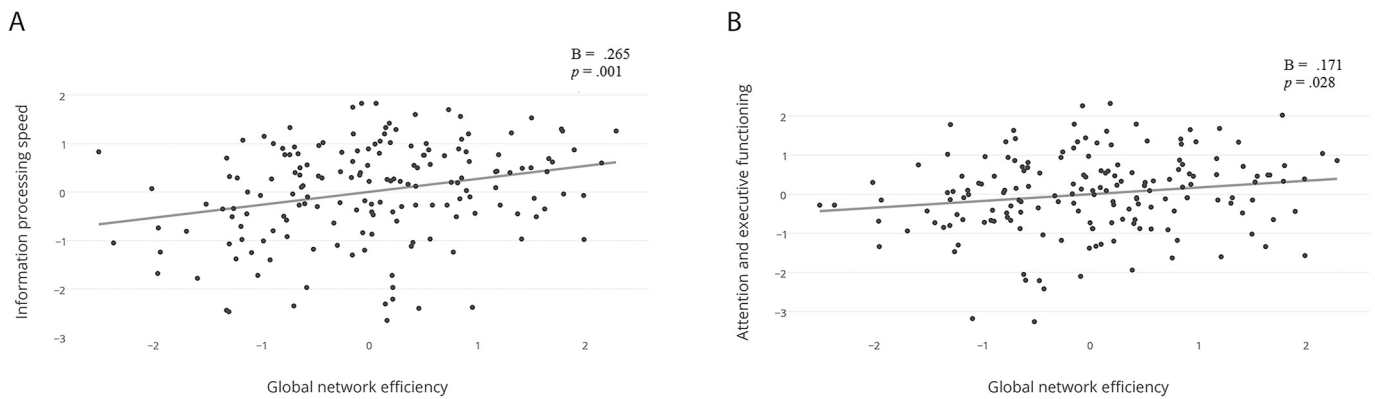 A
B = .265
p = .001
Information processing speed
2
1
0
−1
−2
−3
−2
−1
0
1
2
Global network efficiency
B
B = .171
p = .028
Attention and executive functioning
2
1
0
−1
−2
−3
−2
−1
0
1
2
Global network efficiency